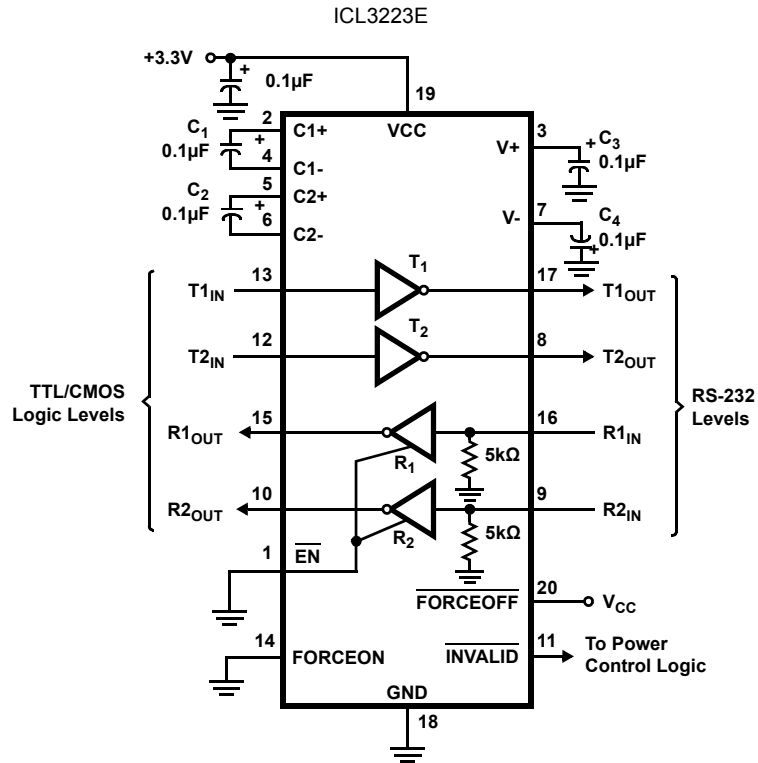 ICL3223E
+3.3V
+
0.1µF
19
VCC
2
C1+
C1
0.1µF
+
4
C1-
5
C2+
C2
0.1µF
+
6
C2-
3
V+
+
C3
0.1µF
7
V-
C4
0.1µF
+
T1
13
T1IN
17
T1OUT
T2
12
T2IN
8
T2OUT
TTL/CMOS
Logic Levels
RS-232
Levels
15
R1OUT
R1
16
R1IN
5kΩ
10
R2OUT
R2
9
R2IN
5kΩ
1
EN
20
FORCEOFF
VCC
14
FORCEON
11
INVALID
To Power
Control Logic
GND
18